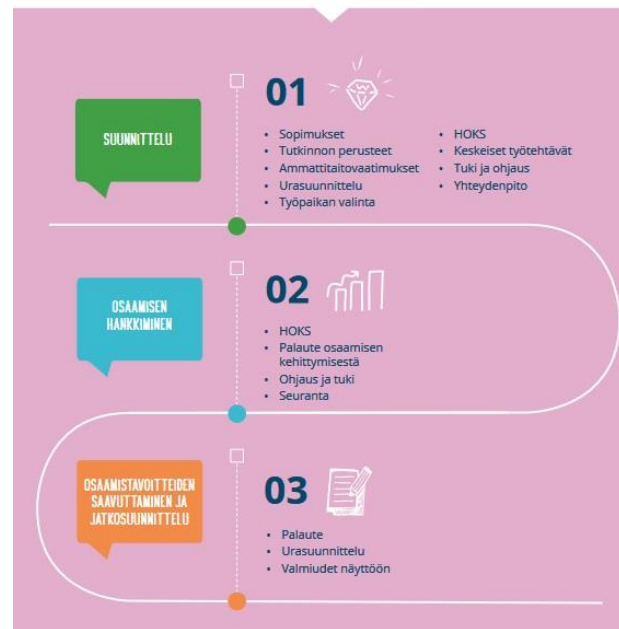 SUUNNITTELU
01
• Sopimukset
• Tutkinnon perusteet
• Ammattitaitovaatimukset
• Urasuunnittelu
• Työpaikan valinta
• HOKS
• Keskeiset työtehtävät
• Tuki ja ohjaus
• Yhteydenpito
OSAAMISEN
HANKKIMINEN
02
• HOKS
• Palaute osaamisen
kehittymisestä
• Ohjaus ja tuki
• Seuranta
OSAAMISTAVOITTEIDEN
SAAVUTTAMINEN JA
JATKOSUUNNITTELU
03
• Palaute
• Urasuunnittelu
• Valmiudet näyttöön